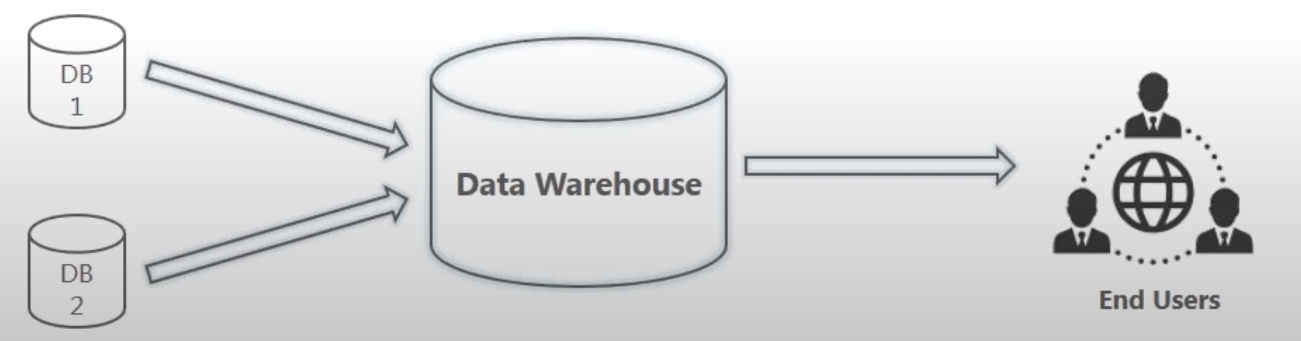 DB
1
Data Warehouse
DB
2
End Users